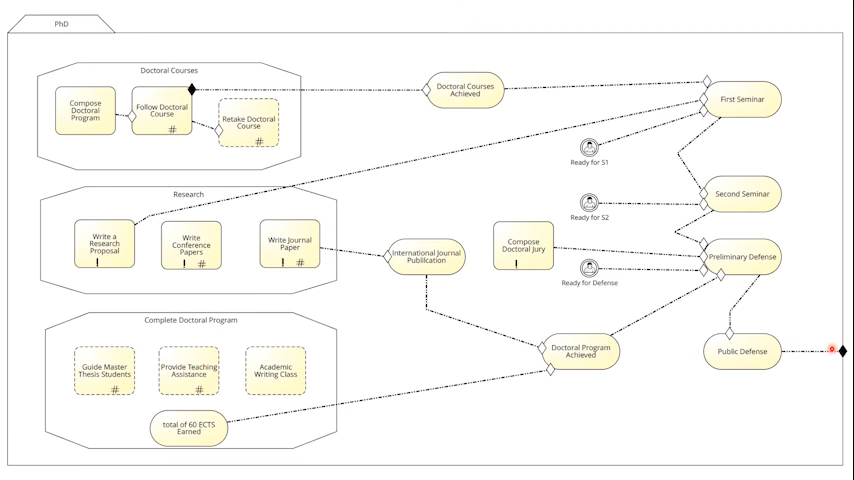 PhD
Doctoral Courses
Compose
Doctoral
Program
Follow Doctoral
Course
#
Retake Doctoral
Course
#
Doctoral Courses
Achieved
First Seminar
Ready for S1
Research
Write a
Research
Proposal
!
Write
Conference
Papers
! #
Write Journal
Paper
! #
International Journal
Publilcation
Ready for S2
Second Seminar
Compose
Doctoral Jury
!
Ready for Defense
Preliminary Defense
Complete Doctoral Program
Guide Master
Thesis Students
#
Provide Teaching
Assistance
#
Academic
Writing Class
total of 60 ECTS
Earned
Doctoral Program
Achieved
Public Defense